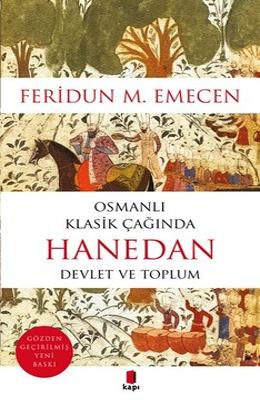 FERİDUN M. EMECEN
OSMANLI
KLASİK ÇAĞINDA
HANEDAN
DEVLET VE TOPLUM
GÖZDEN
GEÇİRİLMİŞ
YENİ
BASKI
kapı